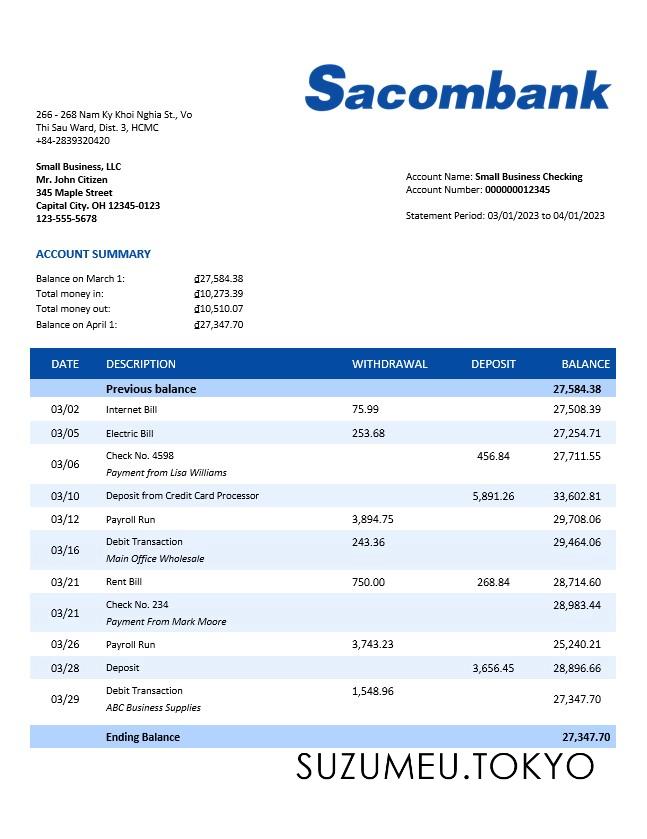 Sacombank
266 - 268 Nam Ky Khoi Nghia St., Vo
Thi Sau Ward, Dist. 3, HCMC
+84-2839320420
Small Business, LLC
Mr. John Citizen
345 Maple Street
Capital City. OH 12345-0123
123-555-5678
Account Name: Small Business Checking
Account Number: 000000012345
Statement Period: 03/01/2023 to 04/01/2023
ACCOUNT SUMMARY
Balance on March 1: ₫27,584.38
Total money in: ₫10,273.39
Total money out: ₫10,510.07
Balance on April 1: ₫27,347.70
DATE DESCRIPTION WITHDRAWAL DEPOSIT BALANCE
Previous balance 27,584.38
03/02 Internet Bill 75.99 27,508.39
03/05 Electric Bill 253.68 27,254.71
03/06 Check No. 4598 456.84 27,711.55
Payment from Lisa Williams
03/10 Deposit from Credit Card Processor 5,891.26 33,602.81
03/12 Payroll Run 3,894.75 29,708.06
03/16 Debit Transaction 243.36 29,464.06
Main Office Wholesale
03/21 Rent Bill 750.00 268.84 28,714.60
03/21 Check No. 234 28,983.44
Payment From Mark Moore
03/26 Payroll Run 3,743.23 25,240.21
03/28 Deposit 3,656.45 28,896.66
03/29 Debit Transaction 1,548.96 27,347.70
ABC Business Supplies
Ending Balance 27,347.70
SUZUMEU.TOKYO